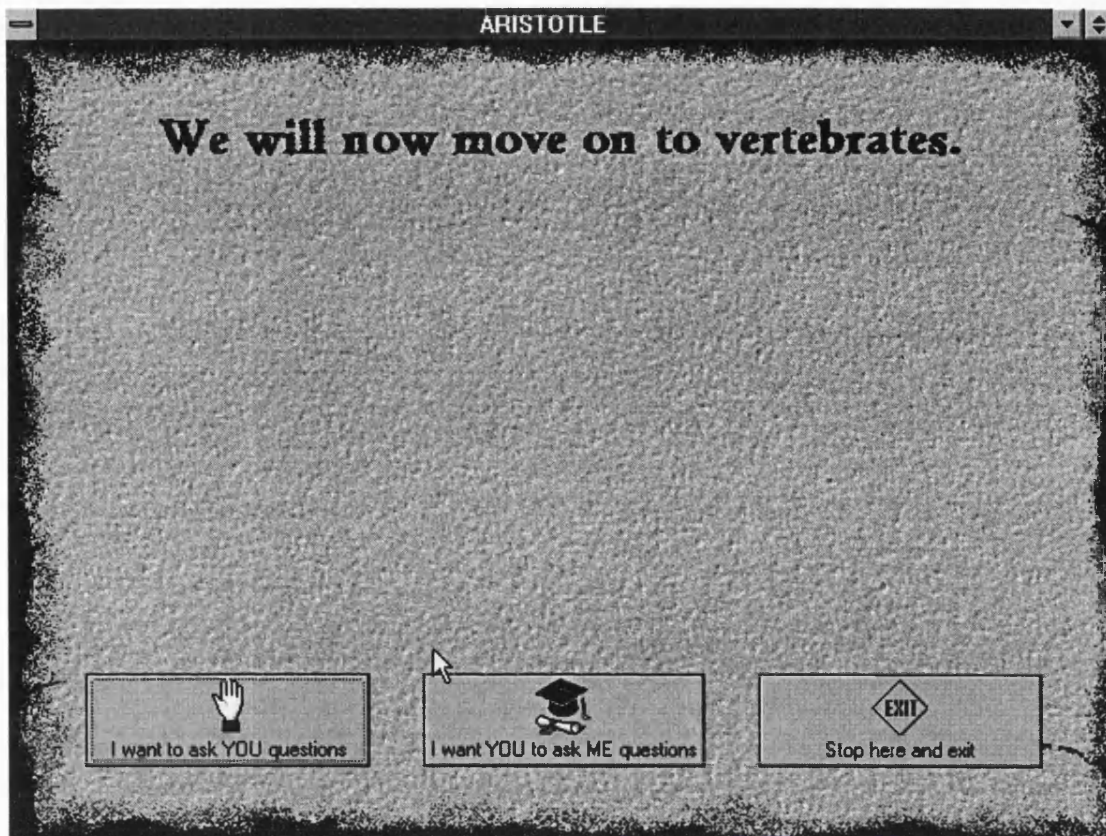 ARISTOTLE
We will now move on to vertebrates.
I want to ask YOU questions
I want YOU to ask ME questions
EXIT
Stop here and exit